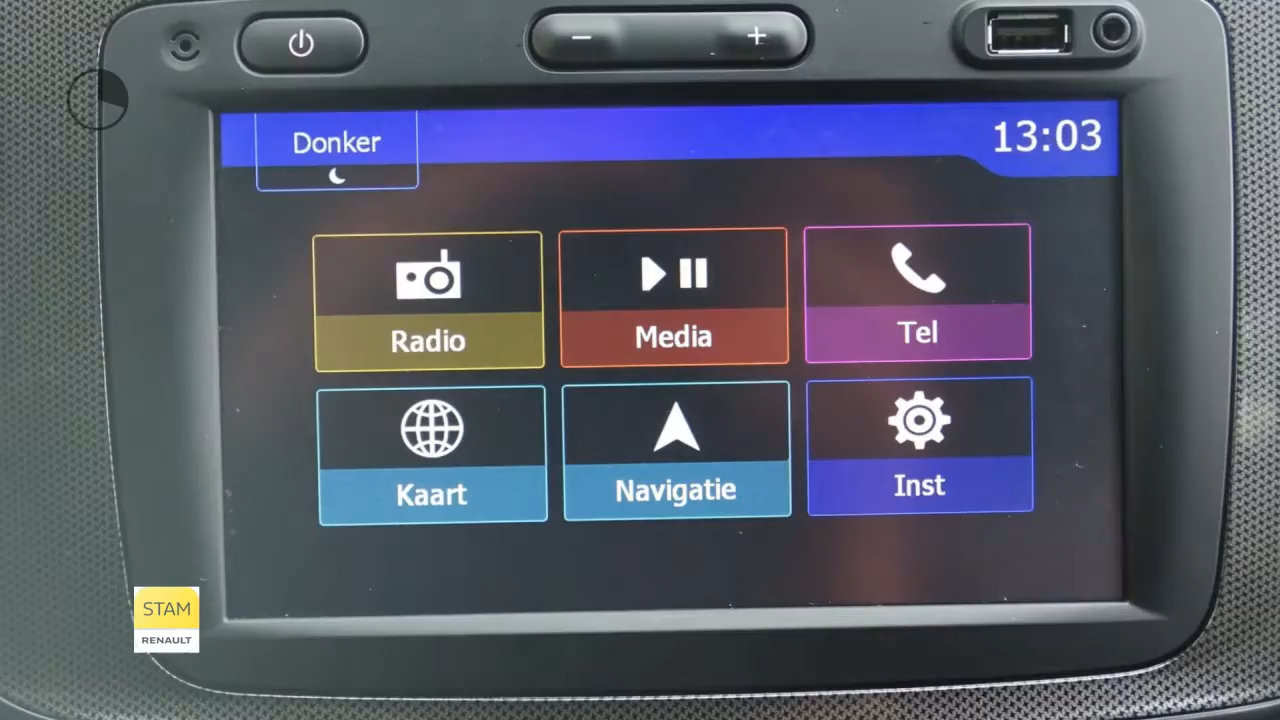 Donker
13:03
Radio
Media
Tel
Kaart
Navigatie
Inst
STAM
RENAULT